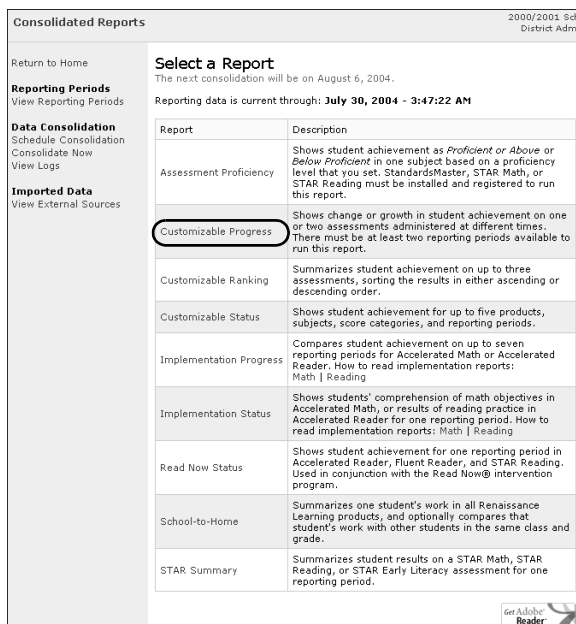 Consolidated Reports
2000/2001
Return to Home
Reporting Periods
View Reporting Periods
Data Consolidation
Schedule Consolidation
Consolidate Now
View Logs
Imported Data
View External Sources
Select a Report
The next consolidation will be on August 6, 2004.
Reporting data is current through: July 30, 2004 - 3:47:22 AM
Report Description
Assessment Proficiency
Shows student achievement as Proficient or Above or
Below Proficient in one subject based on a proficiency
level that you set. StandardsMaster, STAR Math, or
STAR Reading must be installed and registered to run
this report.
Customizable Progress
Shows change or growth in student achievement on one
or two assessments administered at different times.
There must be at least two reporting periods available to
run this report.
Customizable Ranking
Summarizes student achievement on up to three
assessments, sorting the results in either ascending or
descending order.
Customizable Status
Shows student achievement for up to five products,
subjects, score categories, and reporting periods.
Implementation Progress
Compares student achievement on up to seven
reporting periods for Accelerated Math or Accelerated
Reader. How to read implementation reports:
Math | Reading
Implementation Status
Shows students' comprehension of math objectives in
Accelerated Math, or results of reading practice in
Accelerated Reader for one reporting period. How to
read implementation reports: Math | Reading
Read Now Status
Shows student achievement for one reporting period in
Accelerated Reader, Fluent Reader, and STAR Reading.
Used in conjunction with the Read Now® intervention
program.
School-to-Home
Summarizes one student's work in all Renaissance
Learning products, and optionally compares that
student's work with other students in the same class and
grade.
STAR Summary
Summarizes student results on a STAR Math, STAR
Reading, or STAR Early Literacy assessment for one
reporting period.
Get Adobe
Reader